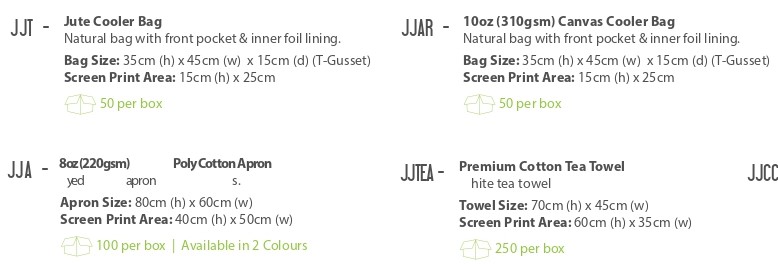 JJT - Jute Cooler Bag
Natural bag with front pocket & inner foil lining.
Bag Size: 35cm (h) x 45cm (w) x 15cm (d) (T-Gusset)
Screen Print Area: 15cm (h) x 25cm
50 per box
JJAR - 10oz (310gsm) Canvas Cooler Bag
Natural bag with front pocket & inner foil lining.
Bag Size: 35cm (h) x 45cm (w) x 15cm (d) (T-Gusset)
Screen Print Area: 15cm (h) x 25cm
50 per box
JJA - 8oz (220gsm) Poly Cotton Apron
yed apron s.
Apron Size: 80cm (h) x 60cm (w)
Screen Print Area: 40cm (h) x 50cm (w)
100 per box | Available in 2 Colours
JJTEA - Premium Cotton Tea Towel
hite tea towel
Towel Size: 70cm (h) x 45cm (w)
Screen Print Area: 60cm (h) x 35cm (w)
250 per box
JJCC